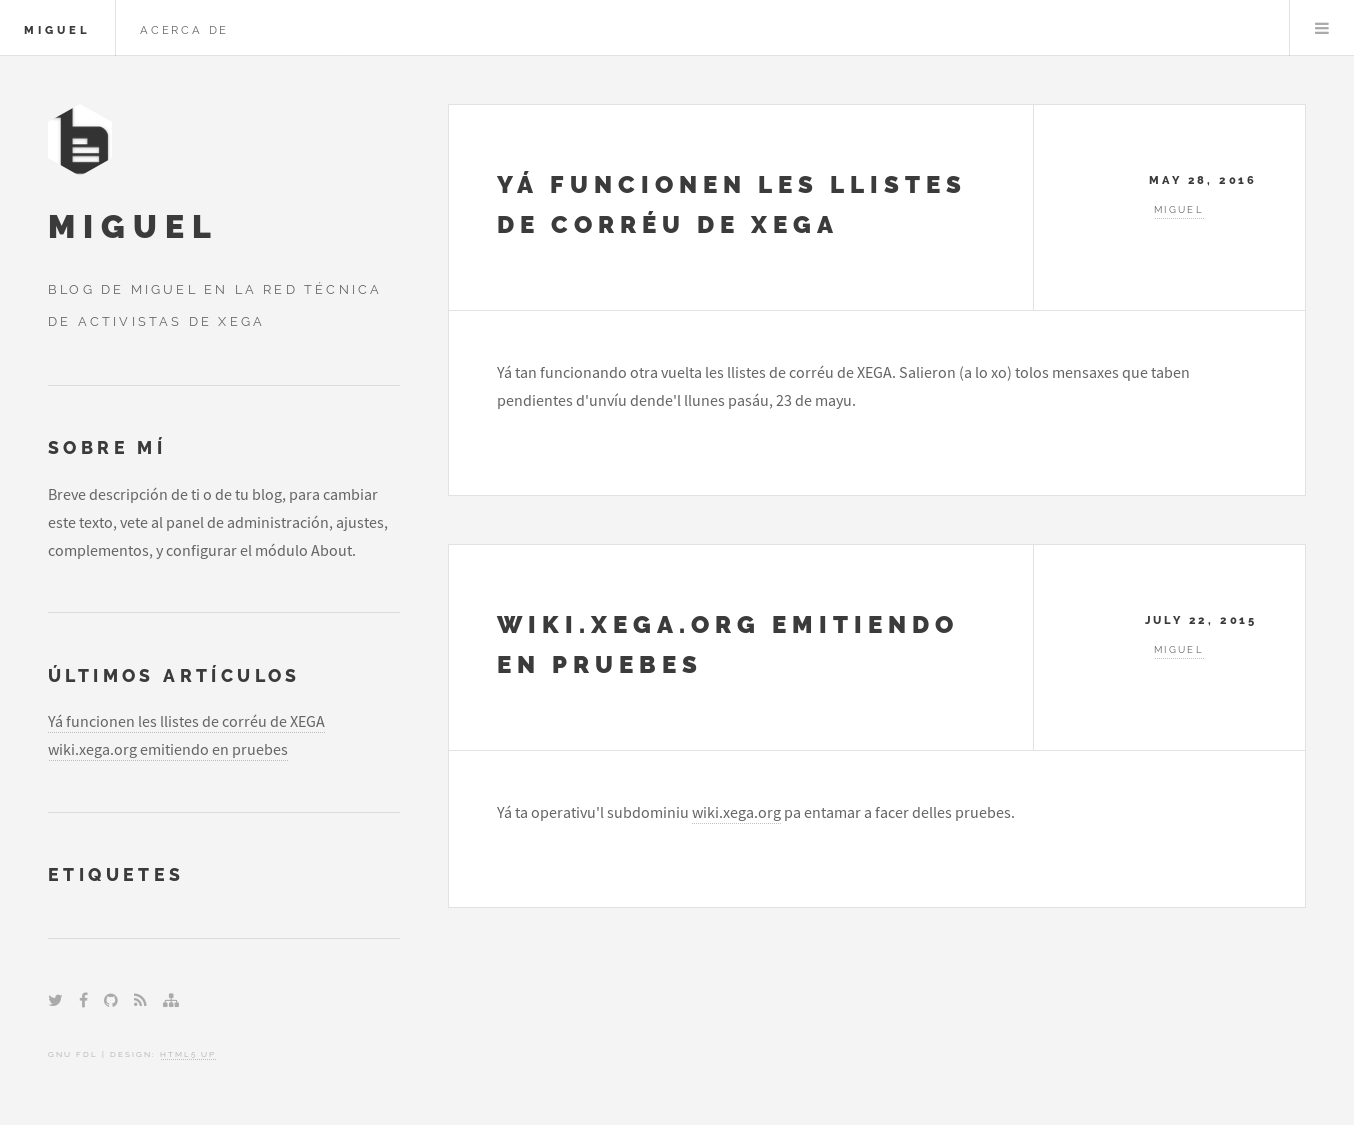 MIGUEL
ACERCA DE
MIGUEL
BLOG DE MIGUEL EN LA RED TÉCNICA
DE ACTIVISTAS DE XEGA
SOBRE MÍ
Breve descripción de ti o de tu blog, para cambiar
este texto, vete al panel de administración, ajustes,
complementos, y configurar el módulo About.
ÚLTIMOS ARTÍCULOS
Yá funcionen les llistes de corréu de XEGA
wiki.xega.org emitiendo en pruebes
ETIQUETES
GNU FDL | DESIGN: HTML5 UP
YÁ FUNCIONEN LES LLISTES
DE CORRÉU DE XEGA
MAY 28, 2016
MIGUEL
Yá tan funcionando otra vuelta les llistes de corréu de XEGA. Salieron (a lo xo) tolos mensaxes que taben
pendientes d'unvíu dende'l llunes pasáu, 23 de mayu.
WIKI.XEGA.ORG EMITIENDO
EN PRUEBES
JULY 22, 2015
MIGUEL
Yá ta operativu'l subdominiu wiki.xega.org pa entamar a facer delles pruebes.